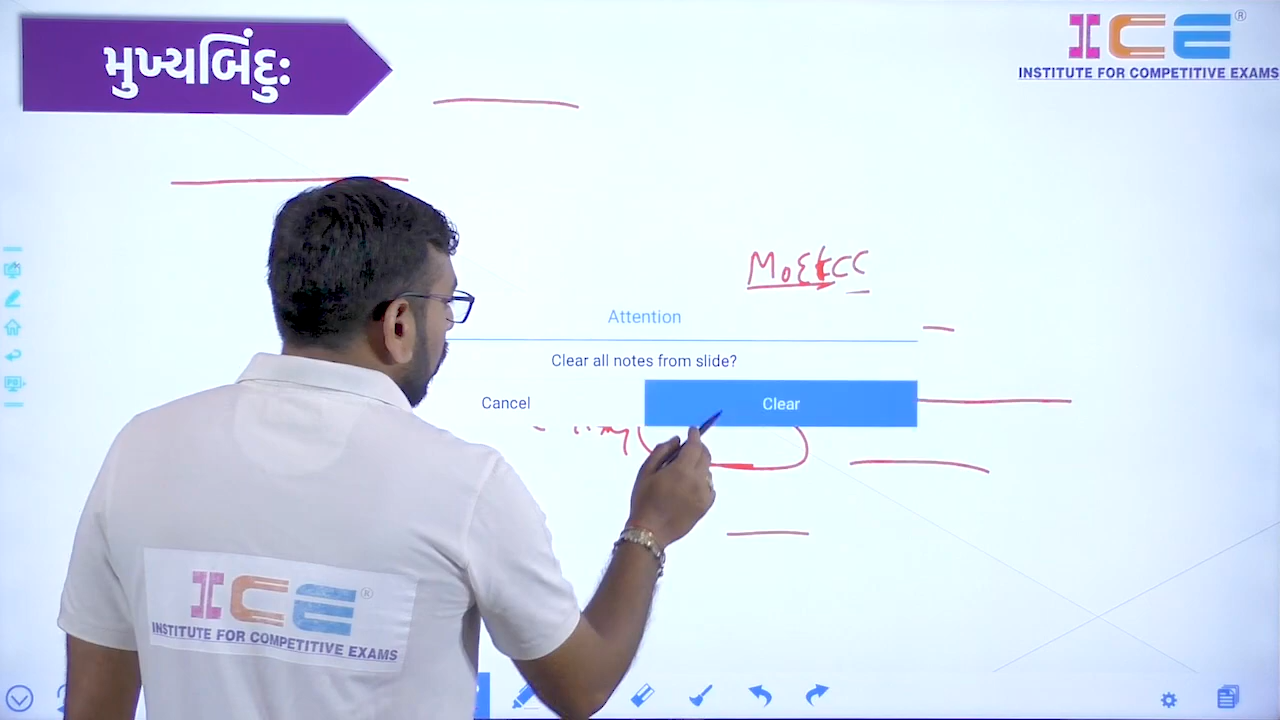 મુખ્યબિંદુઃ
ICE®
INSTITUTE FOR COMPETITIVE EXAMS
MoEFCC
Attention
Clear all notes from slide?
Cancel
Clear
ICE®
INSTITUTE FOR COMPETITIVE EXAMS